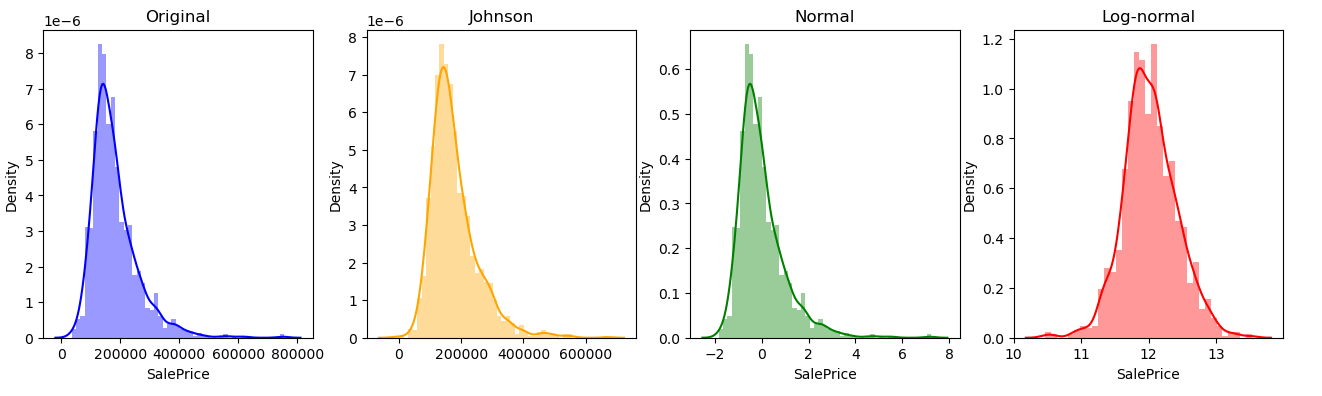 Original
1e−6
Density
8
7
6
5
4
3
2
1
0
0 200000 400000 600000 800000
SalePrice
Johnson
1e−6
Density
8
7
6
5
4
3
2
1
0
0 200000 400000 600000
Normal
Density
0.6
0.5
0.4
0.3
0.2
0.1
0.0
−2 0 2 4 6 8
SalePrice
Log-normal
Density
1.2
1.0
0.8
0.6
0.4
0.2
0.0
10 11 12 13
SalePrice